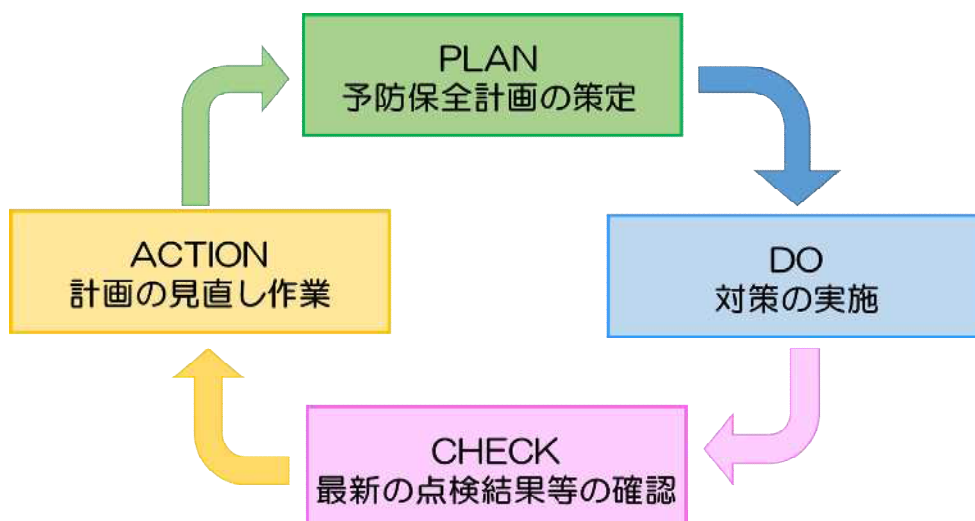 PLAN
予防保全計画の策定
DO
対策の実施
CHECK
最新の点検結果等の確認
ACTION
計画の見直し作業